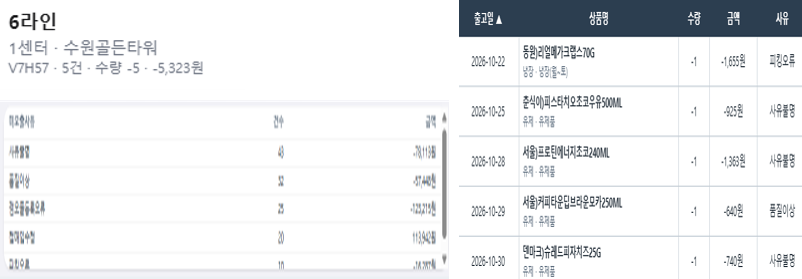 6라인
1센터 · 수원골든타워
V7H57 · 5건 · 수량 -5 · -5,323원
건수 금액
사유불명
품질이상
20
10
출고일▲ 상품명 수량 금액 사유
2026-10-22 동원)리얼메가크랩스70G -1 -1,655원 피킹오류
냉장 · 냉장(월~토)
2026-10-25 춘식이)피스타치오초코우유500ML -1 -925원 사유불명
유제 · 유제품
2026-10-28 서울)프로틴에너지초코240ML -1 -1,363원 사유불명
유제 · 유제품
2026-10-29 서울)커피타운딥브라운모카250ML -1 -640원 품질이상
유제 · 유제품
2026-10-30 덴마크)슈레드피자치즈25G -1 -740원 사유불명
유제 · 유제품